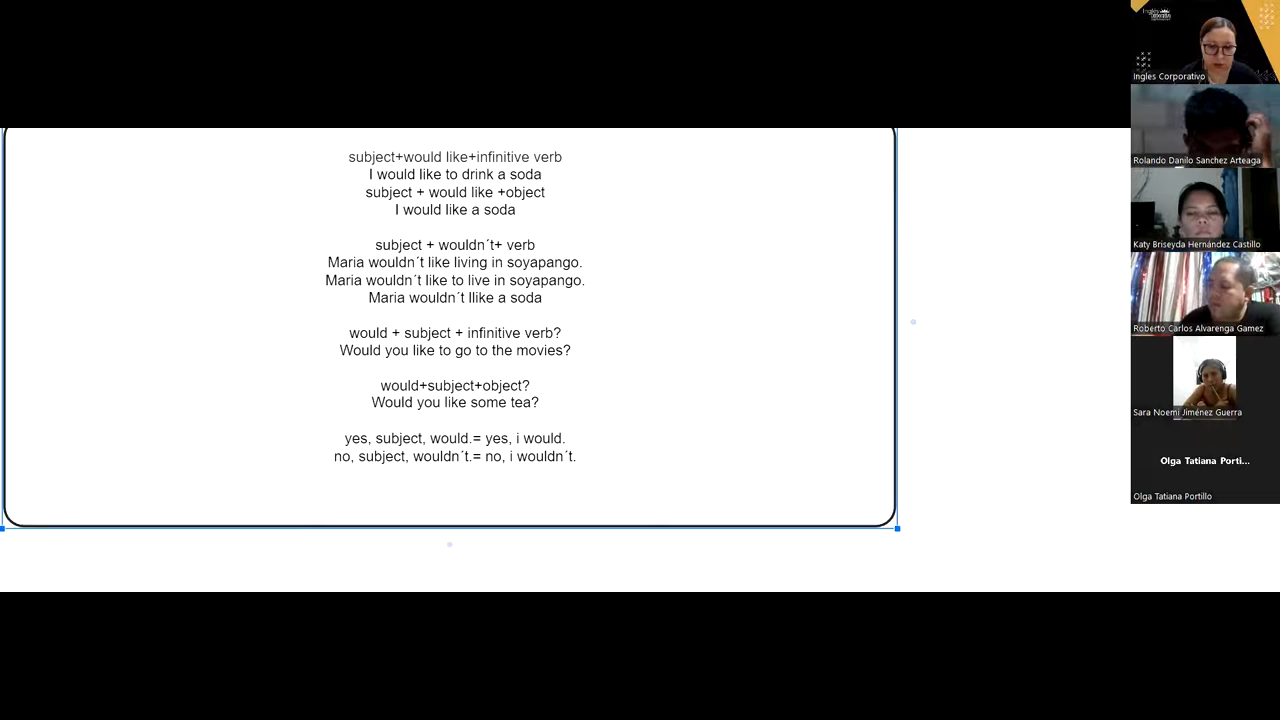 subject+would like+infinitive verb
I would like to drink a soda
subject + would like +object
I would like a soda
subject + wouldn´t+ verb
Maria wouldn´t like living in soyapango.
Maria wouldn´t like to live in soyapango.
Maria wouldn´t llike a soda
would + subject + infinitive verb?
Would you like to go to the movies?
would+subject+object?
Would you like some tea?
yes, subject, would.= yes, i would.
no, subject, wouldn´t.= no, i wouldn´t.
Inglés
Corporativo
Ingles Corporativo
Rolando Danilo Sanchez Arteaga
Katy Briseyda Hernández Castillo
Roberto Carlos Alvarenga Gamez
Sara Noemi Jiménez Guerra
Olga Tatiana Porti...
Olga Tatiana Portillo